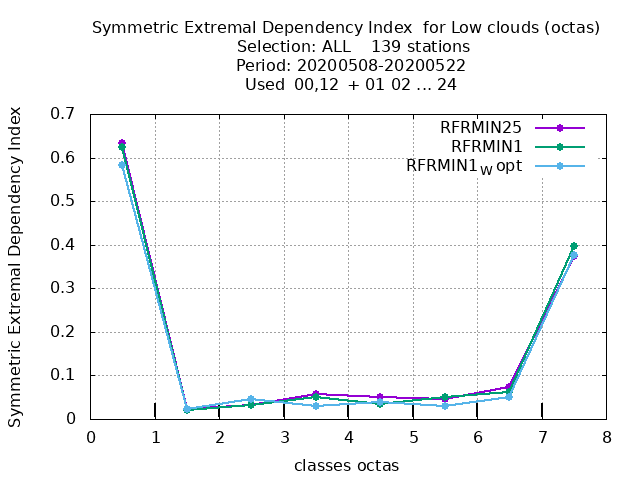 Symmetric Extremal Dependency Index  for Low clouds (octas)
Selection: ALL    139 stations
Period: 20200508-20200522
Used  00,12  + 01 02 ... 24
Symmetric Extremal Dependency Index
0.7
0.6
0.5
0.4
0.3
0.2
0.1
0
RFRMIN25
RFRMIN1
RFRMIN1W opt
0 1 2 3 4 5 6 7 8
classes octas